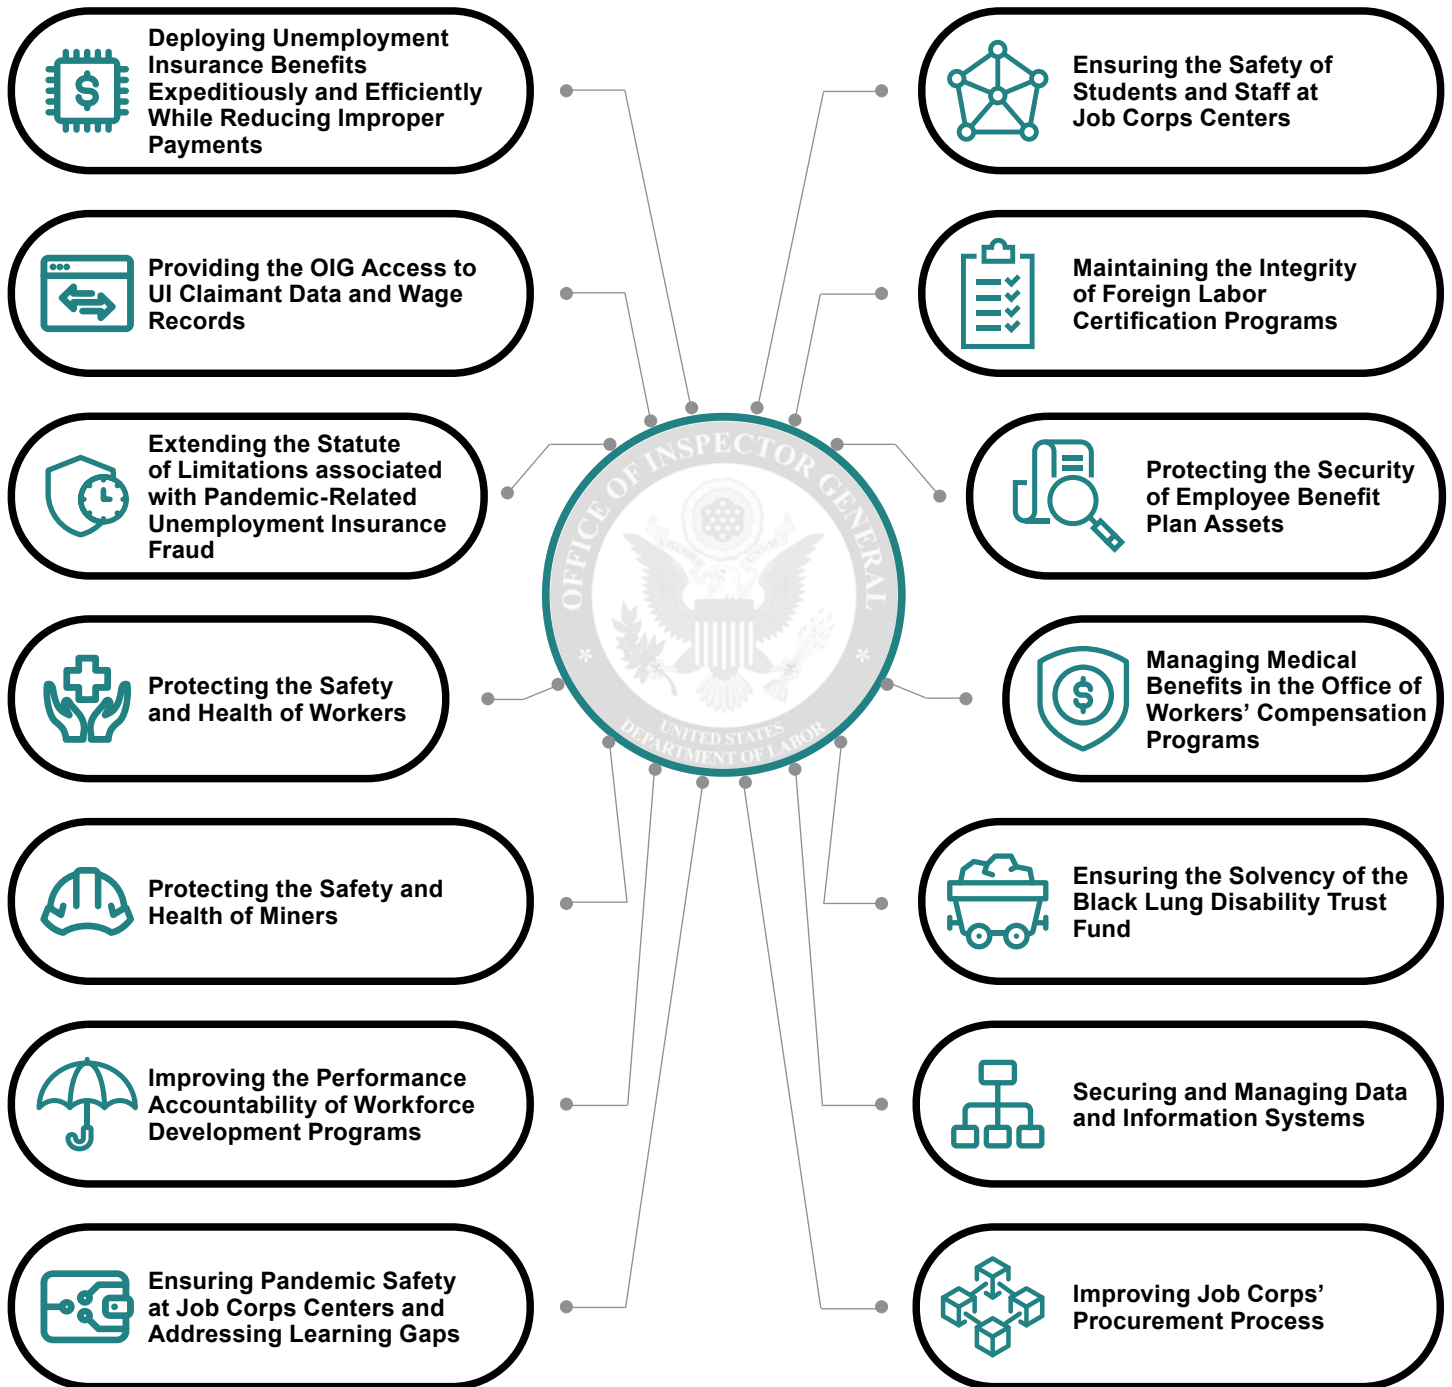 Deploying Unemployment
Insurance Benefits
Expeditiously and Efficiently
While Reducing Improper
Payments
Providing the OIG Access to
UI Claimant Data and Wage
Records
Extending the Statute
of Limitations associated
with Pandemic-Related
Unemployment Insurance
Fraud
Protecting the Safety
and Health of Workers
Protecting the Safety and
Health of Miners
Improving the Performance
Accountability of Workforce
Development Programs
Ensuring Pandemic Safety
at Job Corps Centers and
Addressing Learning Gaps
OFFICE OF INSPECTOR GENERAL
UNITED STATES
DEPARTMENT OF LABOR
Ensuring the Safety of
Students and Staff at
Job Corps Centers
Maintaining the Integrity
of Foreign Labor
Certification Programs
Protecting the Security
of Employee Benefit
Plan Assets
Managing Medical
Benefits in the Office of
Workers’ Compensation
Programs
Ensuring the Solvency of the
Black Lung Disability Trust
Fund
Securing and Managing Data
and Information Systems
Improving Job Corps’
Procurement Process